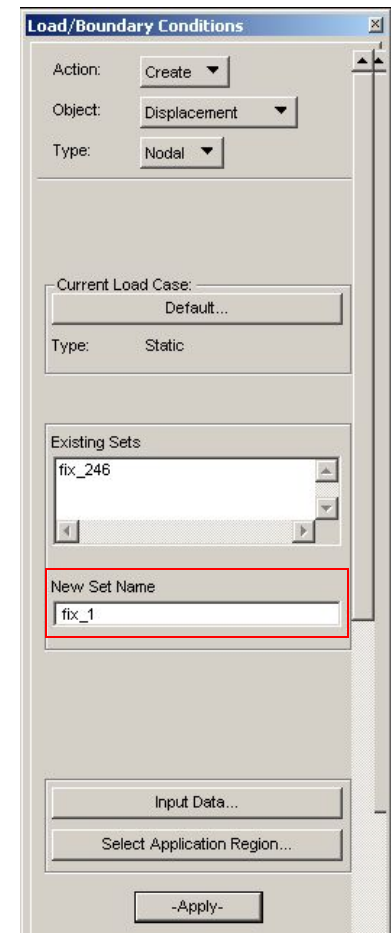 Load/Boundary Conditions
Action: Create
Object: Displacement
Type: Nodal
Current Load Case:
Default...
Type: Static
Existing Sets
fix_246
New Set Name
fix_1
Input Data...
Select Application Region...
-Apply-